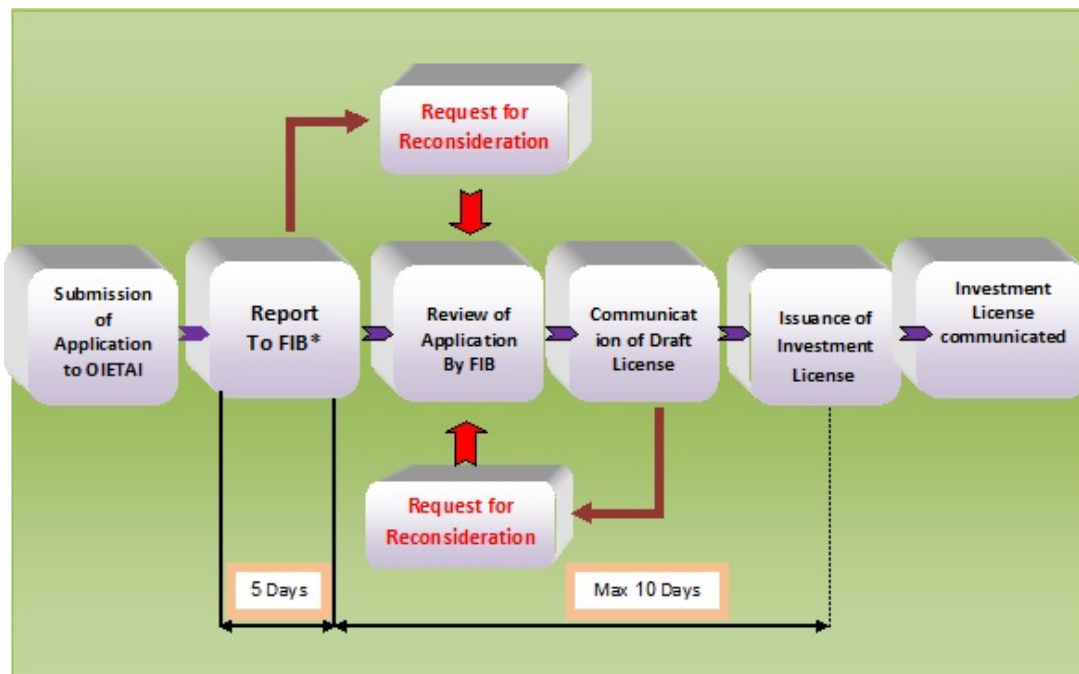 Request for
Reconsideration
Submission
of
Application
to OIETAI
Report
To FIB*
Review of
Application
By FIB
Communicat
ion of Draft
License
Issuance of
Investment
License
Investment
License
communicated
Request for
Reconsideration
5 Days
Max 10 Days